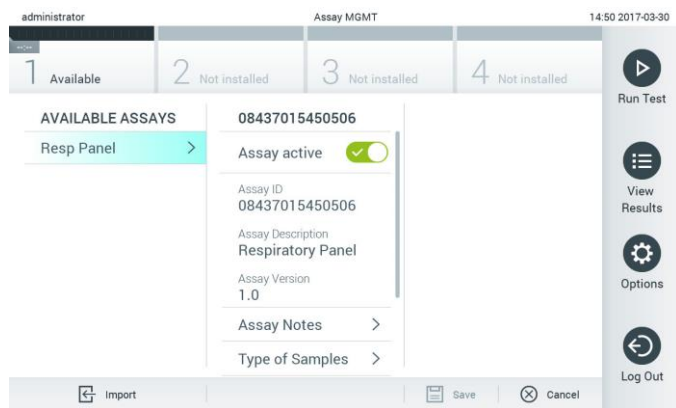 administrator
Assay MGMT
14:50 2017-03-30
--:--
1 Available
2 Not installed
3 Not installed
4 Not installed
AVAILABLE ASSAYS
Resp Panel
08437015450506
Assay active
Assay ID
08437015450506
Assay Description
Respiratory Panel
Assay Version
1.0
Assay Notes
Type of Samples
Import
Save
Cancel
Run Test
View
Results
Options
Log Out